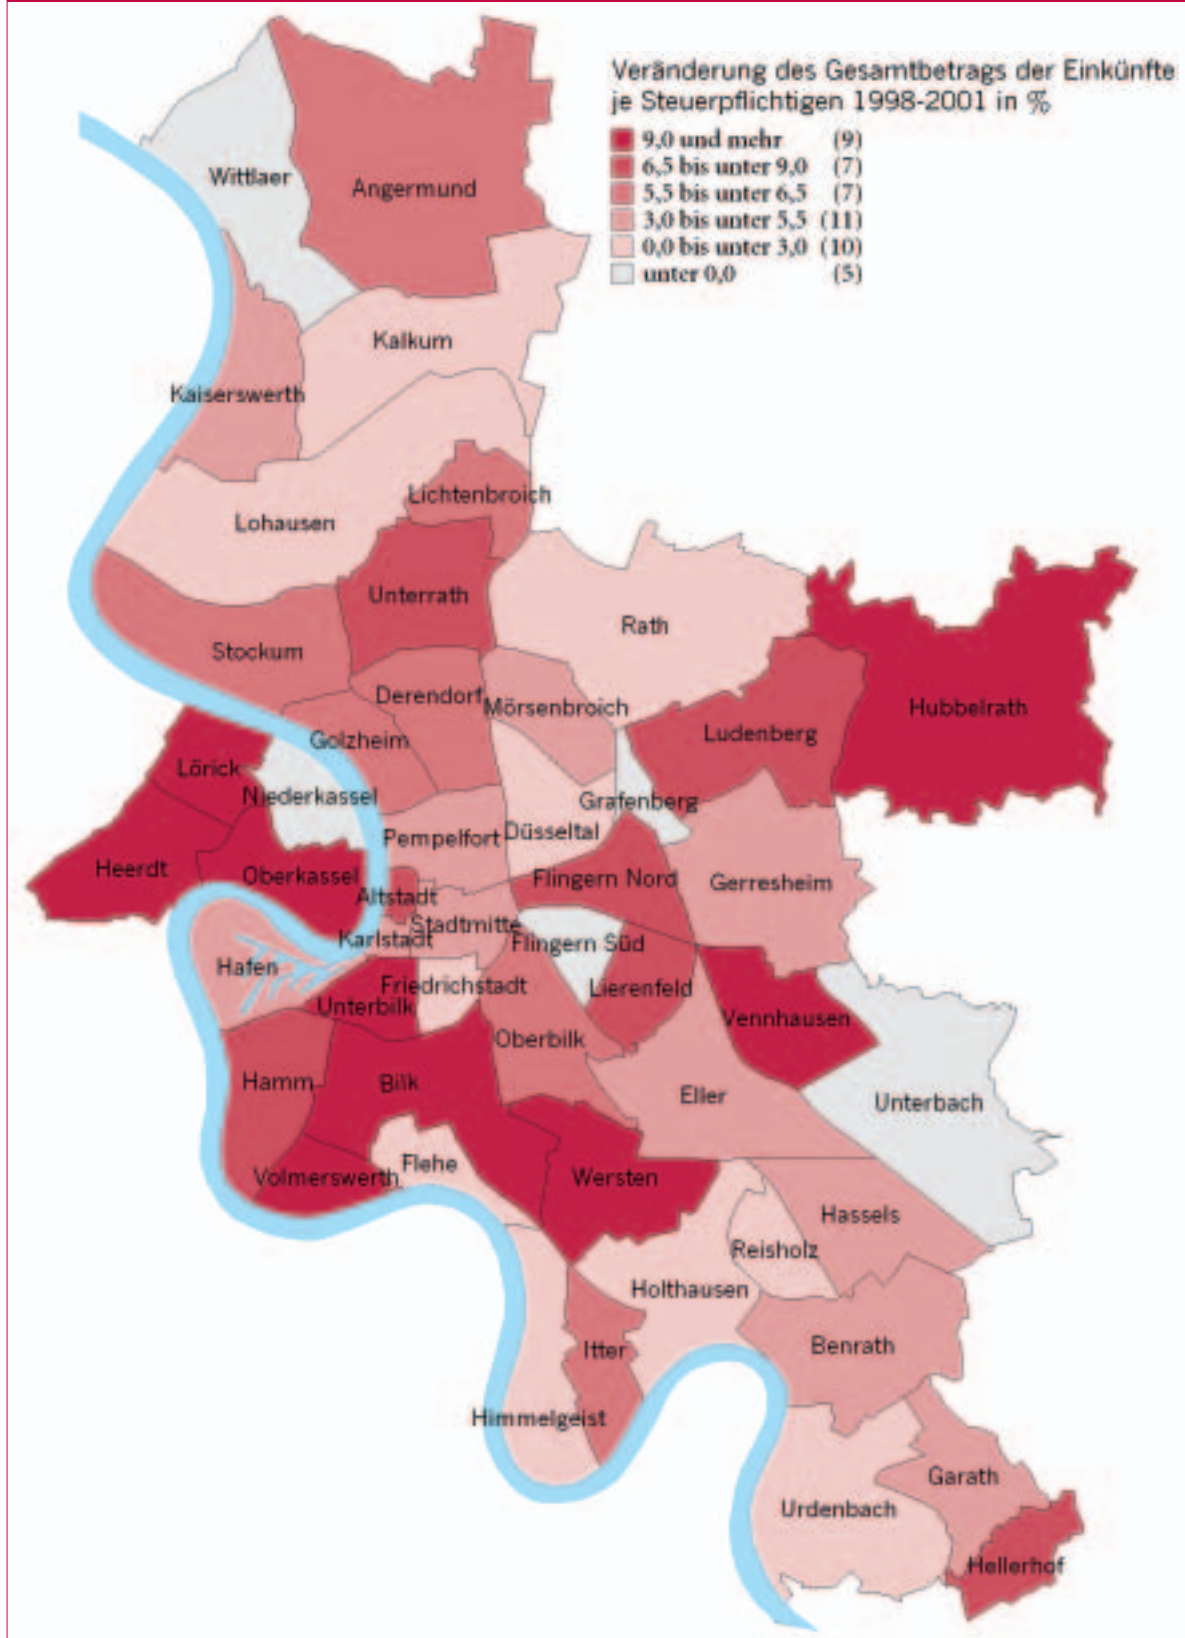 Veränderung des Gesamtbetrags der Einkünfte
je Steuerpflichtigen 1998-2001 in %
9,0 und mehr (9)
6,5 bis unter 9,0 (7)
5,5 bis unter 6,5 (7)
3,0 bis unter 5,5 (11)
0,0 bis unter 3,0 (10)
unter 0,0 (5)
Wittlaer
Angermund
Kalkum
Kaiserswerth
Lichtenbroich
Lohausen
Unterrath
Rath
Stockum
Derendorf
Mörsenbroich
Hubbelrath
Ludenberg
Golzheim
Lörick
Niederkassel
Grafenberg
Pempelfort
Düsseltal
Heerdt
Oberkassel
Flingern Nord
Gerresheim
Altstadt
Stadtmitte
Karlstadt
Flingern Süd
Hafen
Friedrichstadt
Lierenfeld
Unterbilk
Vennhausen
Oberbilk
Hamm
Bilk
Eller
Unterbach
Flehe
Volmerswerth
Wersten
Hassels
Reisholz
Holthausen
Itter
Benrath
Himmelgeist
Garath
Urdenbach
Hellerhof